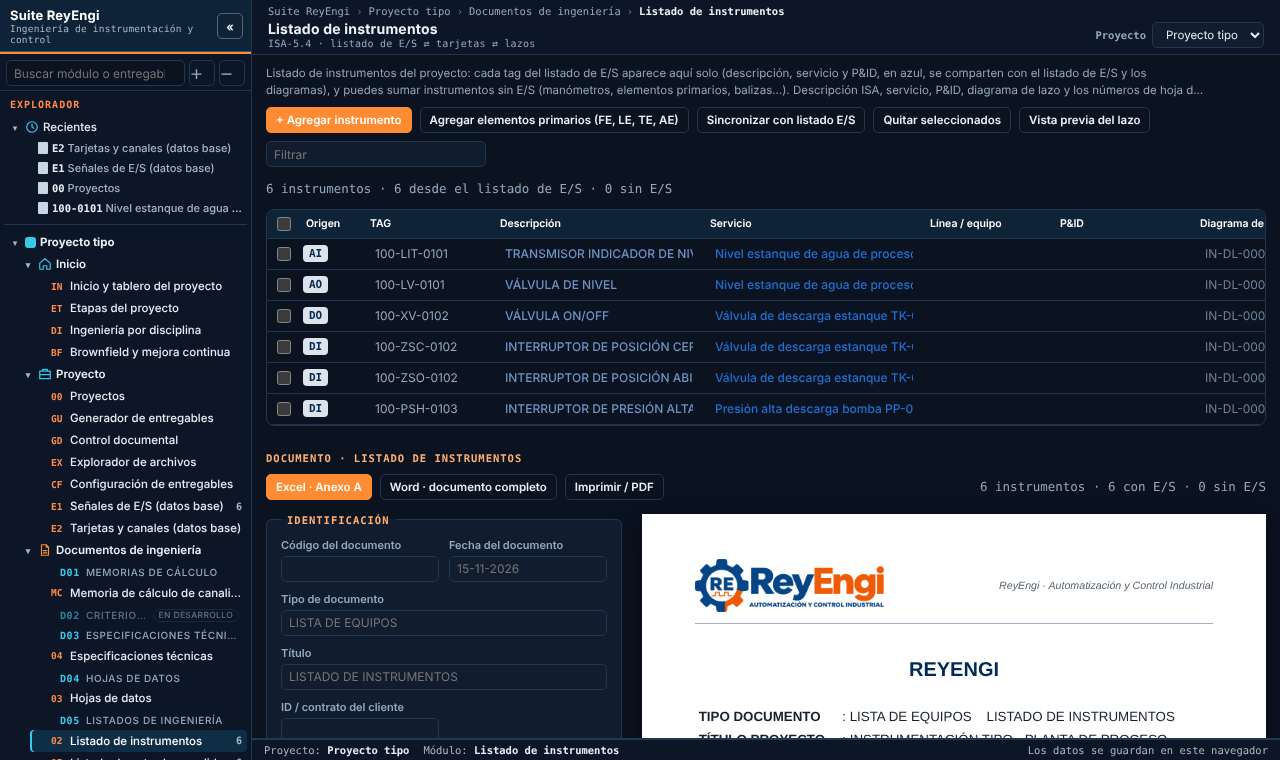 Suite ReyEngi
Ingeniería de instrumentación y control
«
Buscar módulo o entregabl
+
−
EXPLORADOR
Recientes
E2 Tarjetas y canales (datos base)
E1 Señales de E/S (datos base)
00 Proyectos
100-0101 Nivel estanque de agua ...
Proyecto tipo
Inicio
IN Inicio y tablero del proyecto
ET Etapas del proyecto
DI Ingeniería por disciplina
BF Brownfield y mejora continua
Proyecto
00 Proyectos
GU Generador de entregables
GD Control documental
EX Explorador de archivos
CF Configuración de entregables
E1 Señales de E/S (datos base) 6
E2 Tarjetas y canales (datos base)
Documentos de ingeniería
D01 MEMORIAS DE CÁLCULO
MC Memoria de cálculo de canali...
D02 CRITERIO... EN DESARROLLO
D03 ESPECIFICACIONES TÉCNI...
04 Especificaciones técnicas
D04 HOJAS DE DATOS
03 Hojas de datos
D05 LISTADOS DE INGENIERÍA
02 Listado de instrumentos 6
Suite ReyEngi › Proyecto tipo › Documentos de ingeniería › Listado de instrumentos
Listado de instrumentos
ISA-5.4 · listado de E/S ⇄ tarjetas ⇄ lazos
Proyecto Proyecto tipo
Listado de instrumentos del proyecto: cada tag del listado de E/S aparece aquí solo (descripción, servicio y P&ID, en azul, se comparten con el listado de E/S y los
diagramas), y puedes sumar instrumentos sin E/S (manómetros, elementos primarios, balizas...). Descripción ISA, servicio, P&ID, diagrama de lazo y los números de hoja d...
+ Agregar instrumento
Agregar elementos primarios (FE, LE, TE, AE)
Sincronizar con listado E/S
Quitar seleccionados
Vista previa del lazo
Filtrar
6 instrumentos · 6 desde el listado de E/S · 0 sin E/S
Origen TAG Descripción Servicio Línea / equipo P&ID Diagrama de
AI 100-LIT-0101 TRANSMISOR INDICADOR DE NIV Nivel estanque de agua de proceso IN-DL-000
AO 100-LV-0101 VÁLVULA DE NIVEL Nivel estanque de agua de proceso IN-DL-000
DO 100-XV-0102 VÁLVULA ON/OFF Válvula de descarga estanque TK- IN-DL-000
DI 100-ZSC-0102 INTERRUPTOR DE POSICIÓN CER Válvula de descarga estanque TK- IN-DL-000
DI 100-ZSO-0102 INTERRUPTOR DE POSICIÓN ABI Válvula de descarga estanque TK- IN-DL-000
DI 100-PSH-0103 INTERRUPTOR DE PRESIÓN ALTA Presión alta descarga bomba PP-0 IN-DL-000
DOCUMENTO · LISTADO DE INSTRUMENTOS
Excel · Anexo A
Word · documento completo
Imprimir / PDF
6 instrumentos · 6 con E/S · 0 sin E/S
IDENTIFICACIÓN
Código del documento
Fecha del documento
15-11-2026
Tipo de documento
LISTA DE EQUIPOS
Título
LISTADO DE INSTRUMENTOS
ID / contrato del cliente
RE ReyEngi
AUTOMATIZACIÓN Y CONTROL INDUSTRIAL
ReyEngi - Automatización y Control Industrial
REYENGI
TIPO DOCUMENTO : LISTA DE EQUIPOS LISTADO DE INSTRUMENTOS
TÍTULO PROYECTO : INSTRUMENTACIÓN TIPO - PLANTA DE PROCESO
Proyecto: Proyecto tipo Módulo: Listado de instrumentos
Los datos se guardan en este navegador